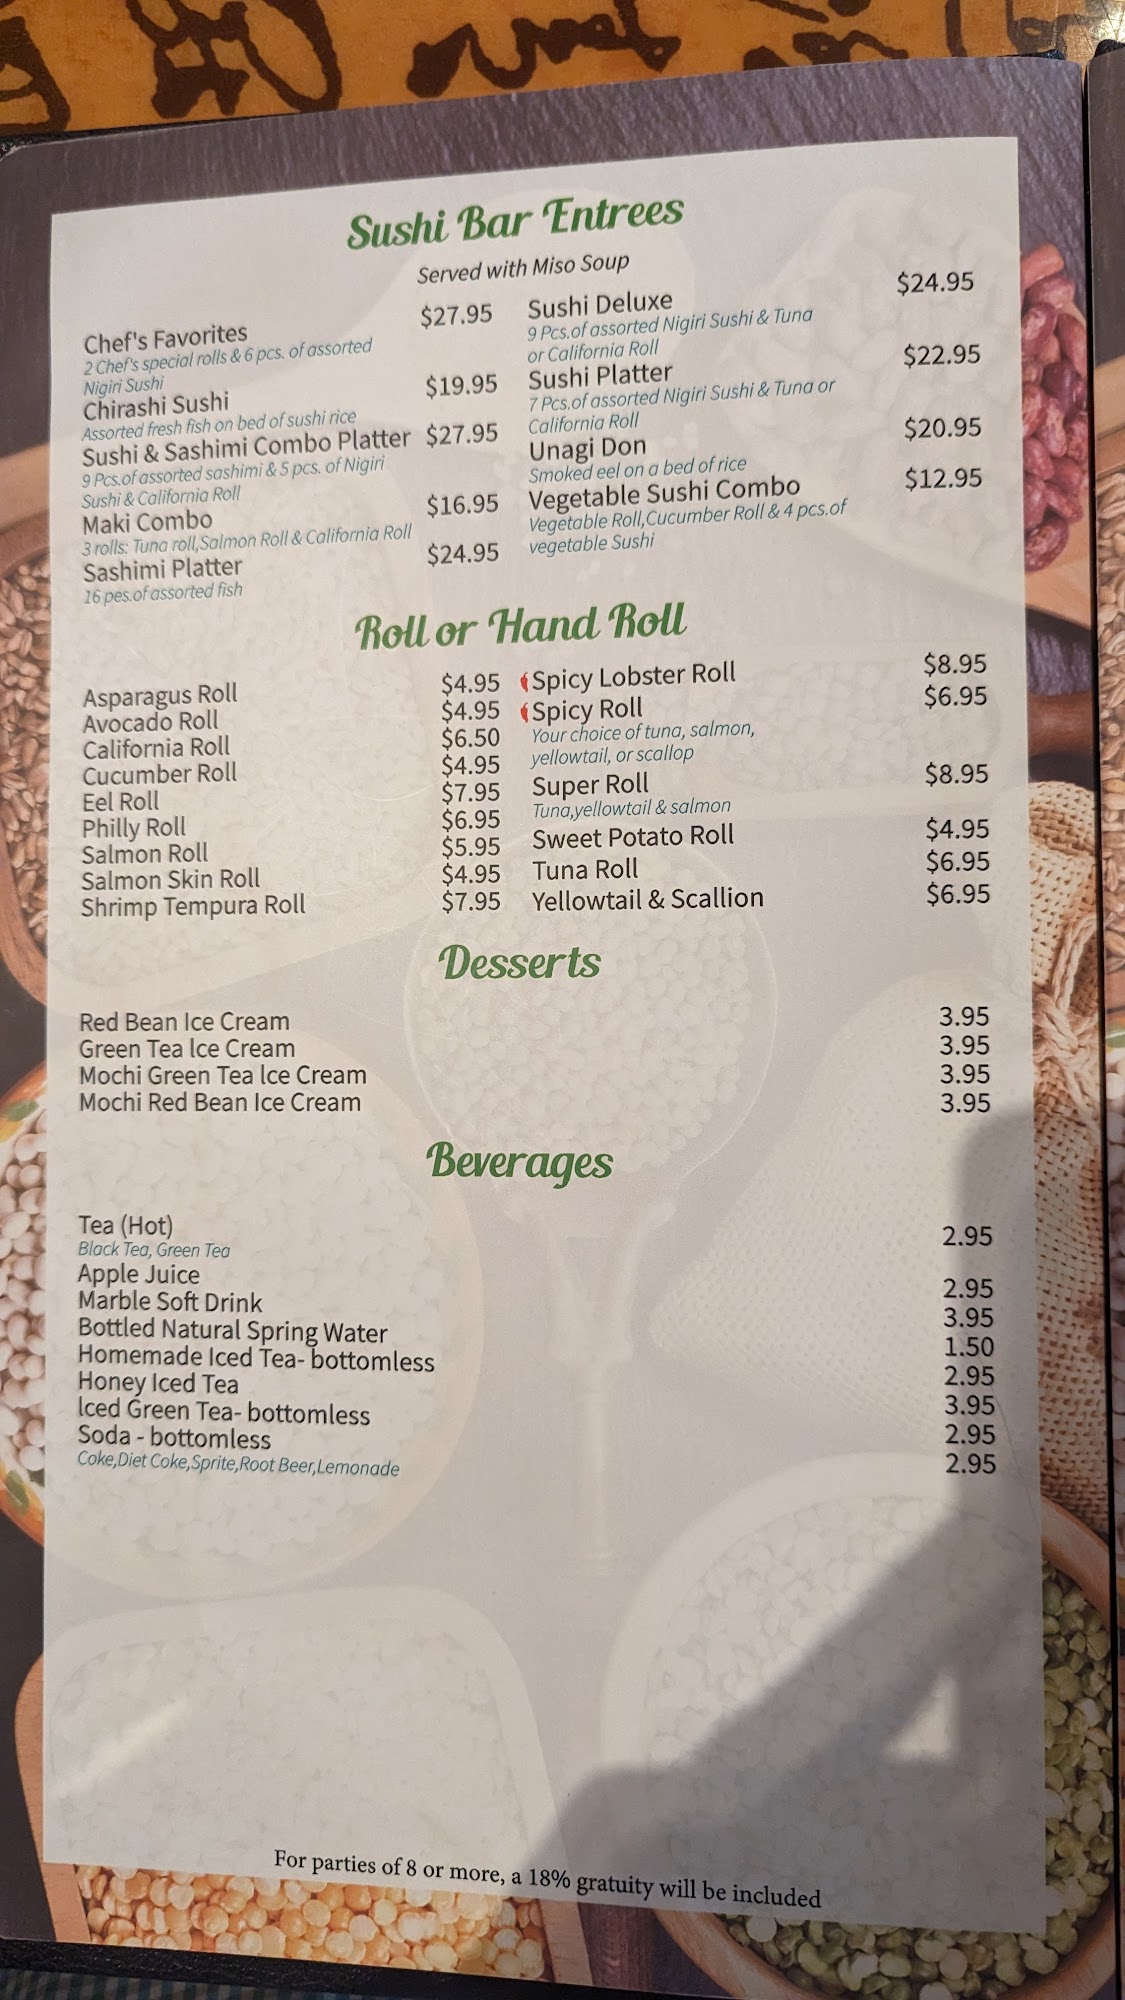 Sushi Bar Entrees
Served with Miso Soup
Chef's Favorites $27.95
2 Chef's special rolls & 6 pcs. of assorted
Nigiri Sushi
Chirashi Sushi $19.95
Assorted fresh fish on bed of sushi rice
Sushi & Sashimi Combo Platter $27.95
9 Pcs.of assorted sashimi & 5 pcs. of Nigiri
Sushi & California Roll
Maki Combo $16.95
3 rolls: Tuna roll,Salmon Roll & California Roll
Sashimi Platter $24.95
16 pes.of assorted fish
Sushi Deluxe $24.95
9 Pcs.of assorted Nigiri Sushi & Tuna
or California Roll
Sushi Platter $22.95
7 Pcs.of assorted Nigiri Sushi & Tuna or
California Roll
Unagi Don $20.95
Smoked eel on a bed of rice
Vegetable Sushi Combo $12.95
Vegetable Roll,Cucumber Roll & 4 pcs.of
vegetable Sushi
Roll or Hand Roll
Asparagus Roll $4.95
Avocado Roll $4.95
California Roll $6.50
Cucumber Roll $4.95
Eel Roll $7.95
Philly Roll $6.95
Salmon Roll $5.95
Salmon Skin Roll $4.95
Shrimp Tempura Roll $7.95
Spicy Lobster Roll $8.95
Spicy Roll $6.95
Your choice of tuna, salmon,
yellowtail, or scallop
Super Roll $8.95
Tuna,yellowtail & salmon
Sweet Potato Roll $4.95
Tuna Roll $6.95
Yellowtail & Scallion $6.95
Desserts
Red Bean Ice Cream 3.95
Green Tea lce Cream 3.95
Mochi Green Tea lce Cream 3.95
Mochi Red Bean Ice Cream 3.95
Beverages
Tea (Hot) 2.95
Black Tea, Green Tea
Apple Juice 2.95
Marble Soft Drink 3.95
Bottled Natural Spring Water 1.50
Homemade Iced Tea- bottomless 2.95
Honey Iced Tea 3.95
lced Green Tea- bottomless 2.95
Soda - bottomless 2.95
Coke,Diet Coke,Sprite,Root Beer,Lemonade
For parties of 8 or more, a 18% gratuity will be included